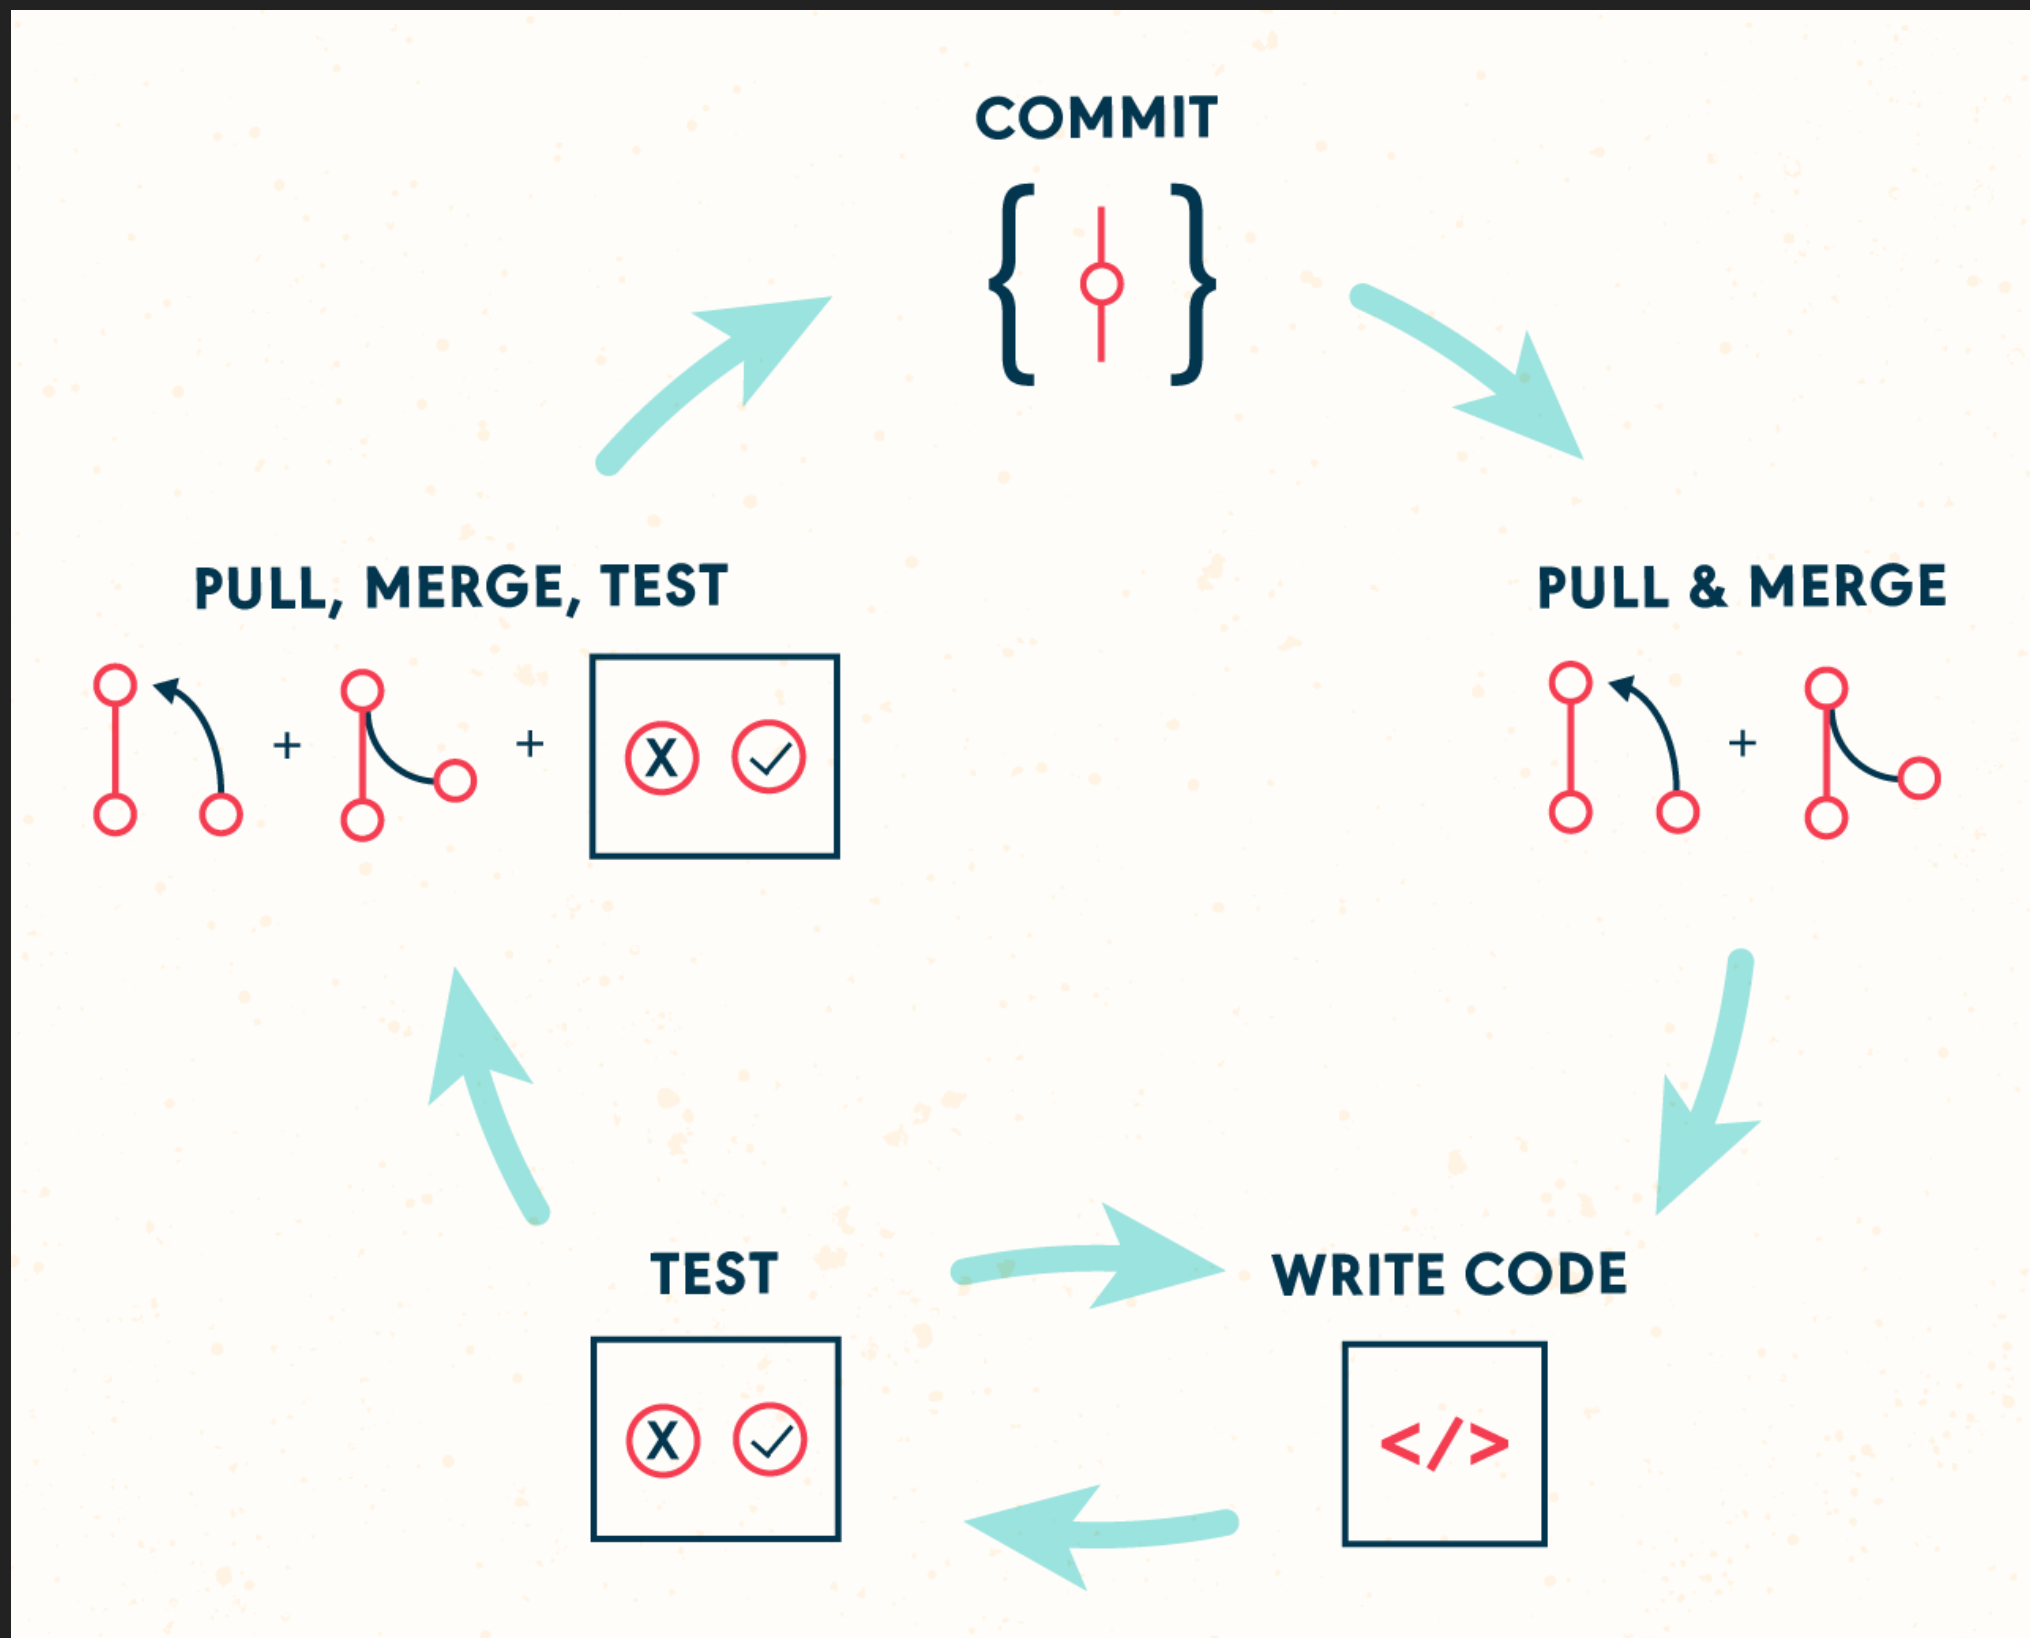 COMMIT
{ }
PULL, MERGE, TEST
PULL & MERGE
+ + X
+
TEST
WRITE CODE
X
</>